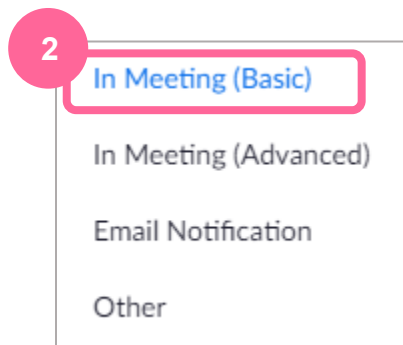 2
In Meeting (Basic)
In Meeting (Advanced)
Email Notification
Other